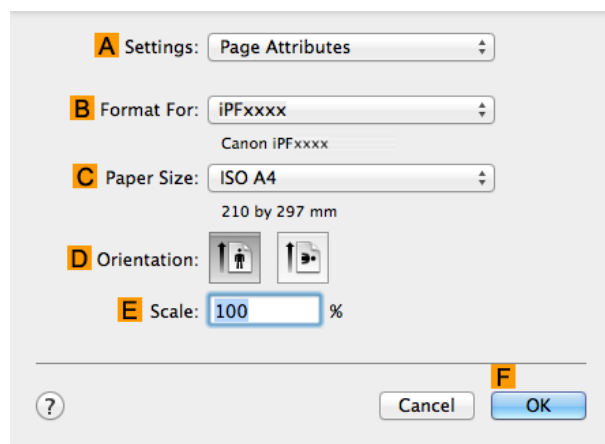 A Settings: Page Attributes
B Format For: iPFxxxx
Canon iPFxxxx
C Paper Size: ISO A4
210 by 297 mm
D Orientation:
E Scale: 100 %
F
? Cancel OK